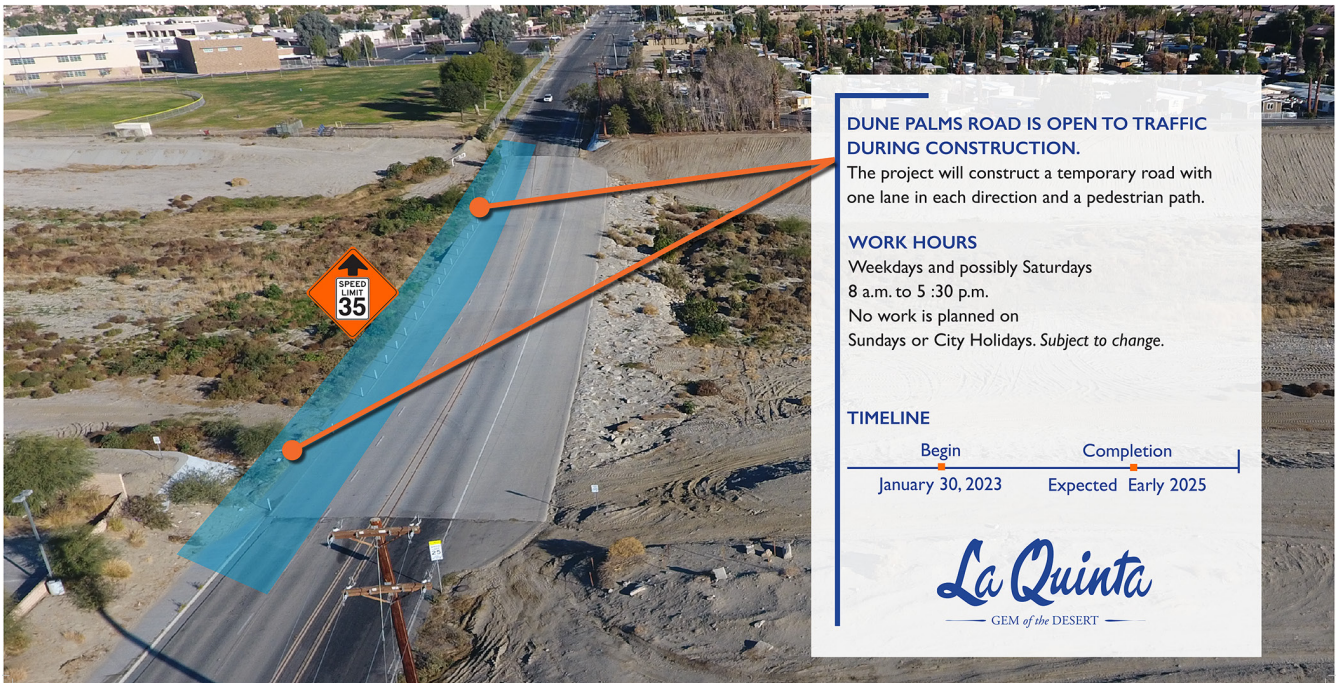 DUNE PALMS ROAD IS OPEN TO TRAFFIC
DURING CONSTRUCTION.
The project will construct a temporary road with
one lane in each direction and a pedestrian path.
WORK HOURS
Weekdays and possibly Saturdays
8 a.m. to 5 :30 p.m.
No work is planned on
Sundays or City Holidays. Subject to change.
SPEED
LIMIT
35
TIMELINE
Begin
Completion
January 30, 2023
Expected Early 2025
La Quinta
GEM of the DESERT